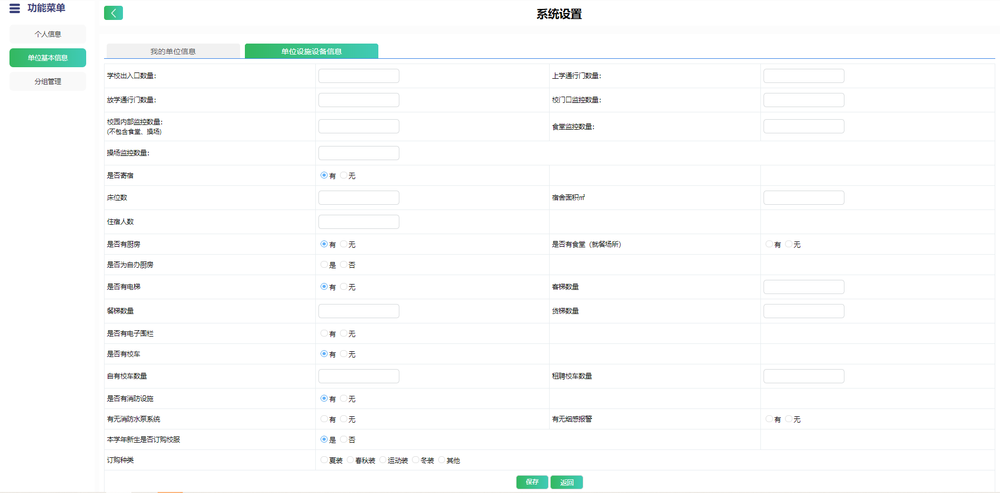 功能菜单
系统设置
个人信息
单位基本信息
分组管理
我的单位信息 单位设施设备信息
学校出入口数量： 上学通行门数量：
放学通行门数量： 校门口监控数量：
校园内部监控数量：
(不包含食堂、操场) 食堂监控数量：
操场监控数量：
是否寄宿 有 无
床位数 宿舍面积㎡
住宿人数
是否有厨房 有 无 是否有食堂（就餐场所） 有 无
是否为自办厨房 是 否
是否有电梯 有 无 客梯数量
餐梯数量 货梯数量
是否有电子围栏 有 无
是否有校车 有 无
自有校车数量 租聘校车数量
是否有消防设施 有 无
有无消防水泵系统 有 无 有无烟感报警 有 无
本学年新生是否订购校服 是 否
订购种类 夏装 春秋装 运动装 冬装 其他
保存 返回